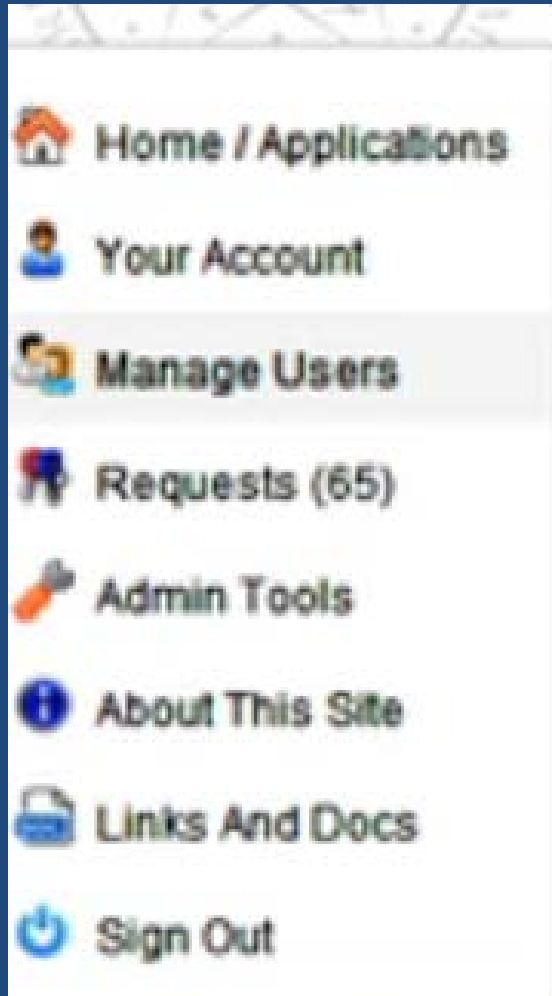 Home / Applications
Your Account
Manage Users
Requests (65)
Admin Tools
About This Site
Links And Docs
Sign Out